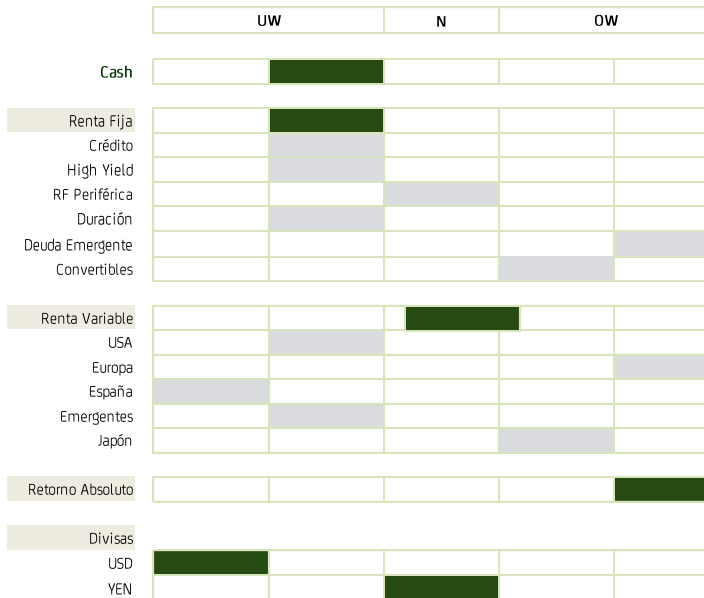 UW N OW
Cash
Renta Fija
Crédito
High Yield
RF Periférica
Duración
Deuda Emergente
Convertibles
Renta Variable
USA
Europa
España
Emergentes
Japón
Retorno Absoluto
Divisas
USD
YEN